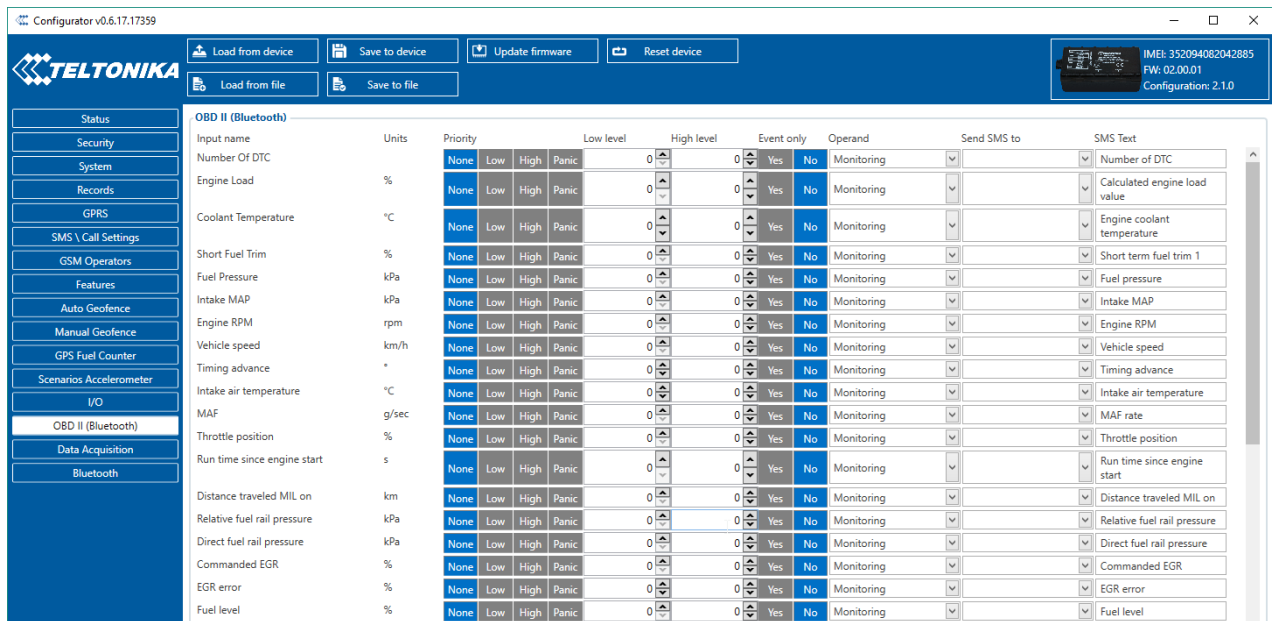 Configurator v0.6.17.17359
TELTONIKA
Load from device Save to device Update firmware Reset device
Load from file Save to file
IMEI: 352094082042885
FW: 02.00.01
Configuration: 2.1.0
Status
Security
System
Records
GPRS
SMS \ Call Settings
GSM Operators
Features
Auto Geofence
Manual Geofence
GPS Fuel Counter
Scenarios Accelerometer
I/O
OBD II (Bluetooth)
Data Acquisition
Bluetooth
OBD II (Bluetooth)
Input name Units Priority Low level High level Event only Operand Send SMS to SMS Text
Number Of DTC None Low High Panic 0 0 Yes No Monitoring Number of DTC
Engine Load % None Low High Panic 0 0 Yes No Monitoring Calculated engine load
value
Coolant Temperature °C None Low High Panic 0 0 Yes No Monitoring Engine coolant
temperature
Short Fuel Trim % None Low High Panic 0 0 Yes No Monitoring Short term fuel trim 1
Fuel Pressure kPa None Low High Panic 0 0 Yes No Monitoring Fuel pressure
Intake MAP kPa None Low High Panic 0 0 Yes No Monitoring Intake MAP
Engine RPM rpm None Low High Panic 0 0 Yes No Monitoring Engine RPM
Vehicle speed km/h None Low High Panic 0 0 Yes No Monitoring Vehicle speed
Timing advance ° None Low High Panic 0 0 Yes No Monitoring Timing advance
Intake air temperature °C None Low High Panic 0 0 Yes No Monitoring Intake air temperature
MAF g/sec None Low High Panic 0 0 Yes No Monitoring MAF rate
Throttle position % None Low High Panic 0 0 Yes No Monitoring Throttle position
Run time since engine start s None Low High Panic 0 0 Yes No Monitoring Run time since engine
start
Distance traveled MIL on km None Low High Panic 0 0 Yes No Monitoring Distance traveled MIL on
Relative fuel rail pressure kPa None Low High Panic 0 0 Yes No Monitoring Relative fuel rail pressure
Direct fuel rail pressure kPa None Low High Panic 0 0 Yes No Monitoring Direct fuel rail pressure
Commanded EGR % None Low High Panic 0 0 Yes No Monitoring Commanded EGR
EGR error % None Low High Panic 0 0 Yes No Monitoring EGR error
Fuel level % None Low High Panic 0 0 Yes No Monitoring Fuel level